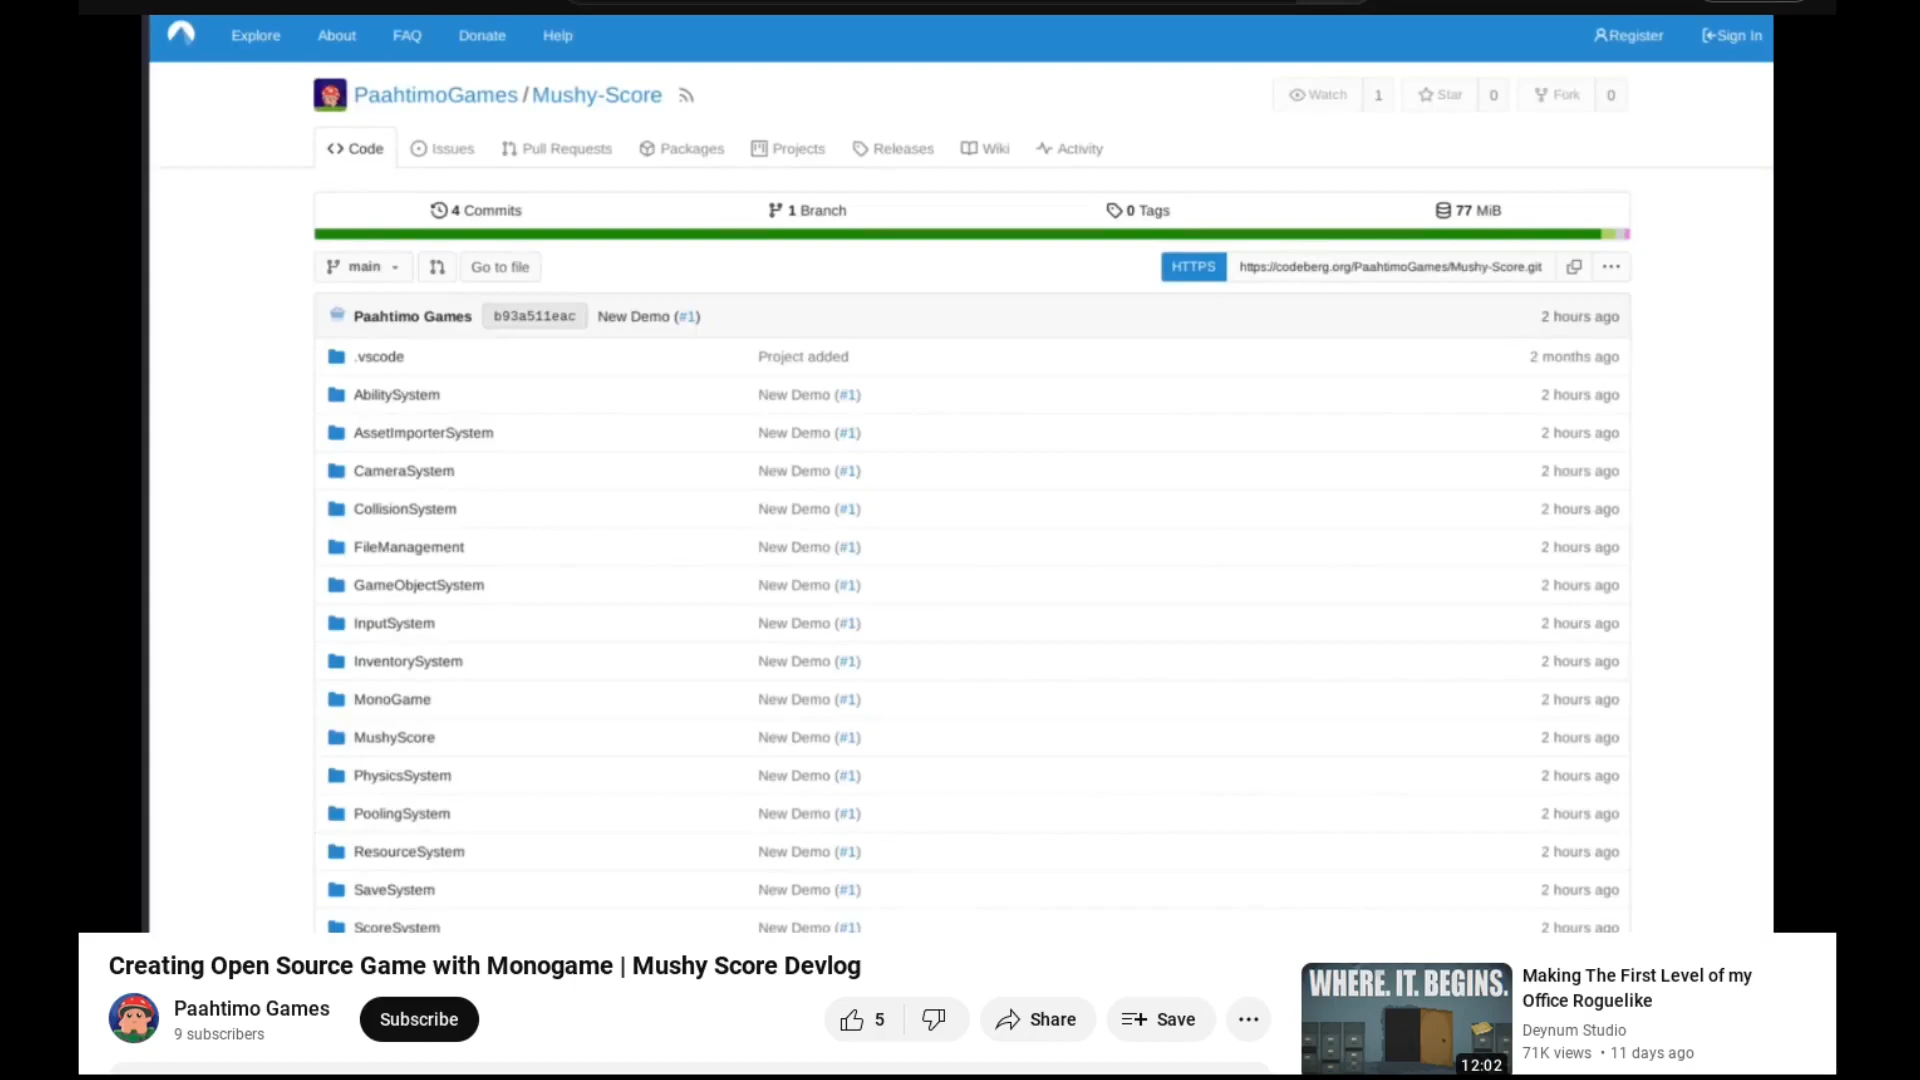 Explore About FAQ Donate Help Register Sign In
PaahtimoGames / Mushy-Score
Watch 1 Star 0 Fork 0
Code Issues Pull Requests Packages Projects Releases Wiki Activity
4 Commits 1 Branch 0 Tags 77 MiB
main Go to file HTTPS https://codeberg.org/PaahtimoGames/Mushy-Score.git
Paahtimo Games b93a511eac New Demo (#1) 2 hours ago
.vscode Project added 2 months ago
AbilitySystem New Demo (#1) 2 hours ago
AssetImporterSystem New Demo (#1) 2 hours ago
CameraSystem New Demo (#1) 2 hours ago
CollisionSystem New Demo (#1) 2 hours ago
FileManagement New Demo (#1) 2 hours ago
GameObjectSystem New Demo (#1) 2 hours ago
InputSystem New Demo (#1) 2 hours ago
InventorySystem New Demo (#1) 2 hours ago
MonoGame New Demo (#1) 2 hours ago
MushyScore New Demo (#1) 2 hours ago
PhysicsSystem New Demo (#1) 2 hours ago
PoolingSystem New Demo (#1) 2 hours ago
ResourceSystem New Demo (#1) 2 hours ago
SaveSystem New Demo (#1) 2 hours ago
ScoreSystem New Demo (#1) 2 hours ago
Creating Open Source Game with Monogame | Mushy Score Devlog
Paahtimo Games
9 subscribers
Subscribe
5 Share Save
WHERE. IT. BEGINS.
12:02
Making The First Level of my
Office Roguelike
Deynum Studio
71K views • 11 days ago